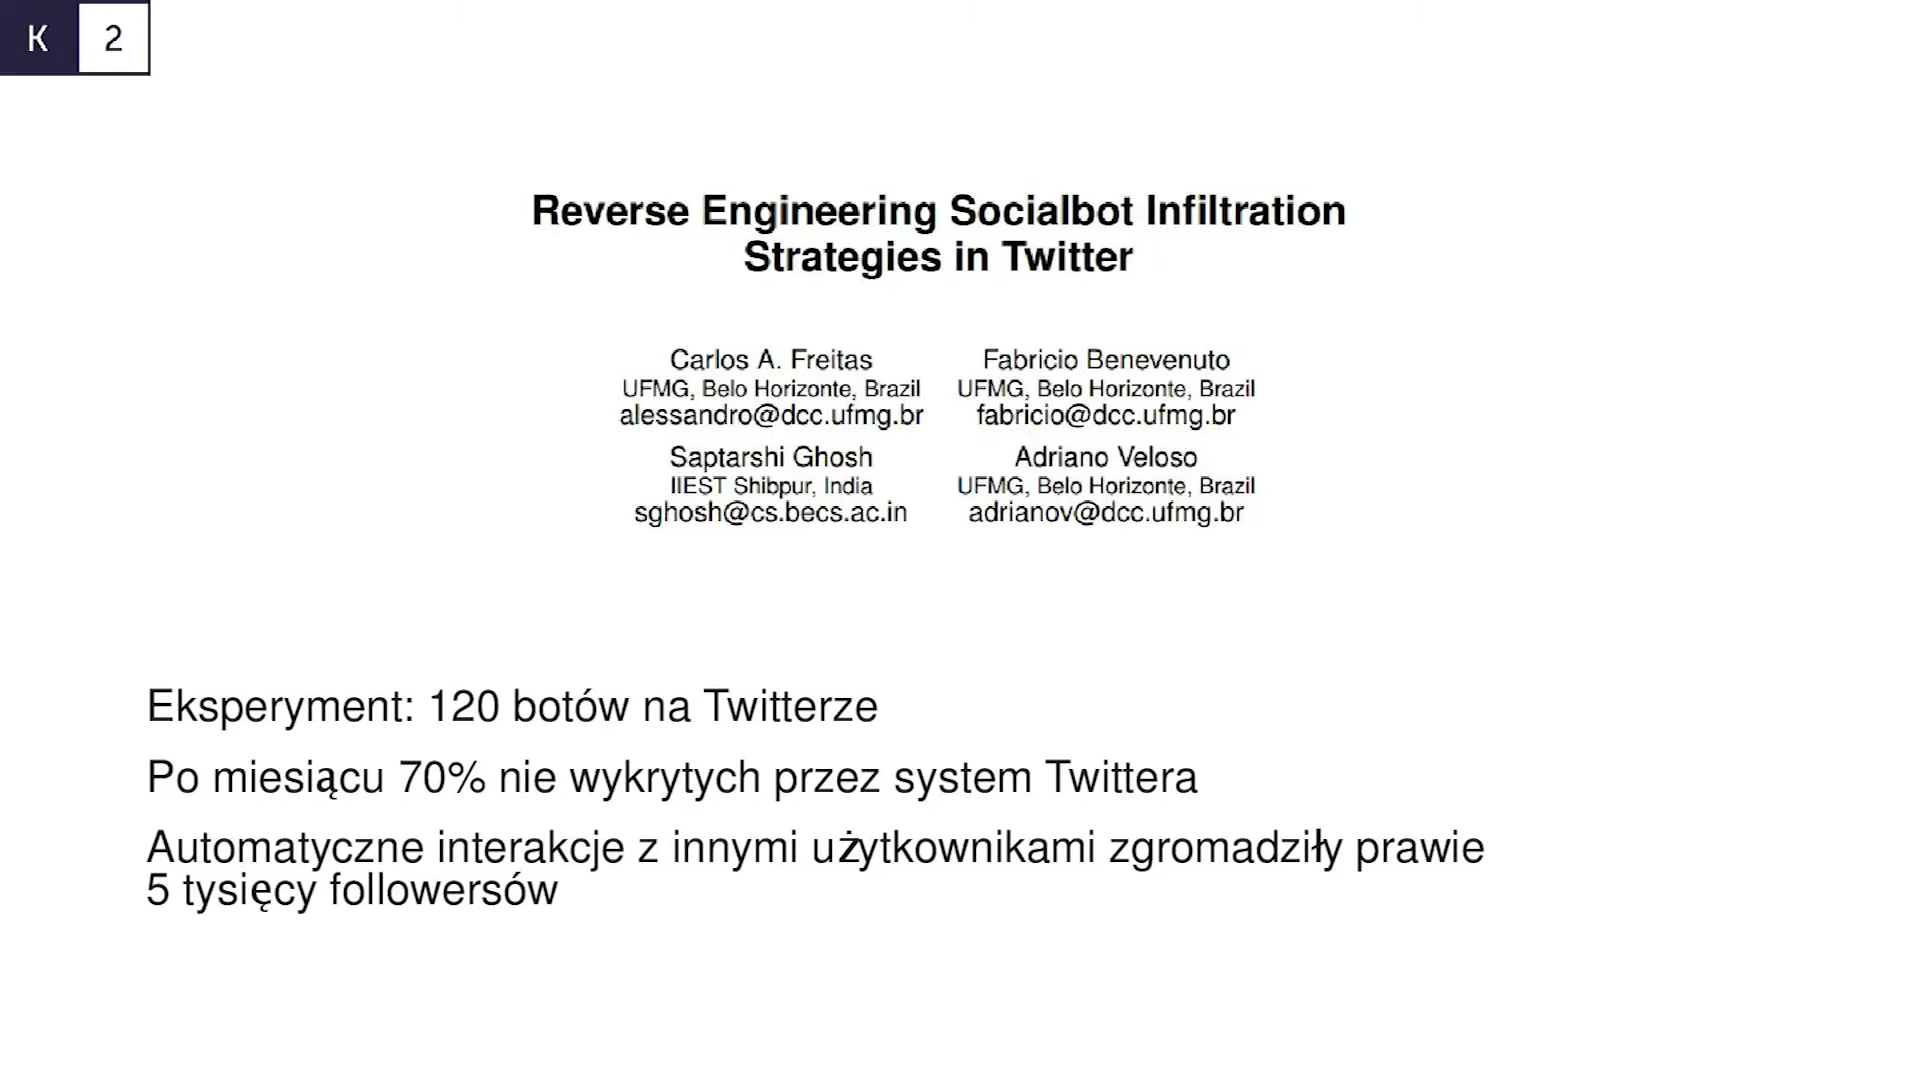 K 2
Reverse Engineering Socialbot Infiltration
Strategies in Twitter
Carlos A. Freitas
UFMG, Belo Horizonte, Brazil
alessandro@dcc.ufmg.br
Fabricio Benevenuto
UFMG, Belo Horizonte, Brazil
fabricio@dcc.ufmg.br
Saptarshi Ghosh
IIEST Shibpur, India
sghosh@cs.becs.ac.in
Adriano Veloso
UFMG, Belo Horizonte, Brazil
adrianov@dcc.ufmg.br
Eksperyment: 120 botów na Twitterze
Po miesiącu 70% nie wykrytych przez system Twittera
Automatyczne interakcje z innymi użytkownikami zgromadziły prawie
5 tysięcy followersów